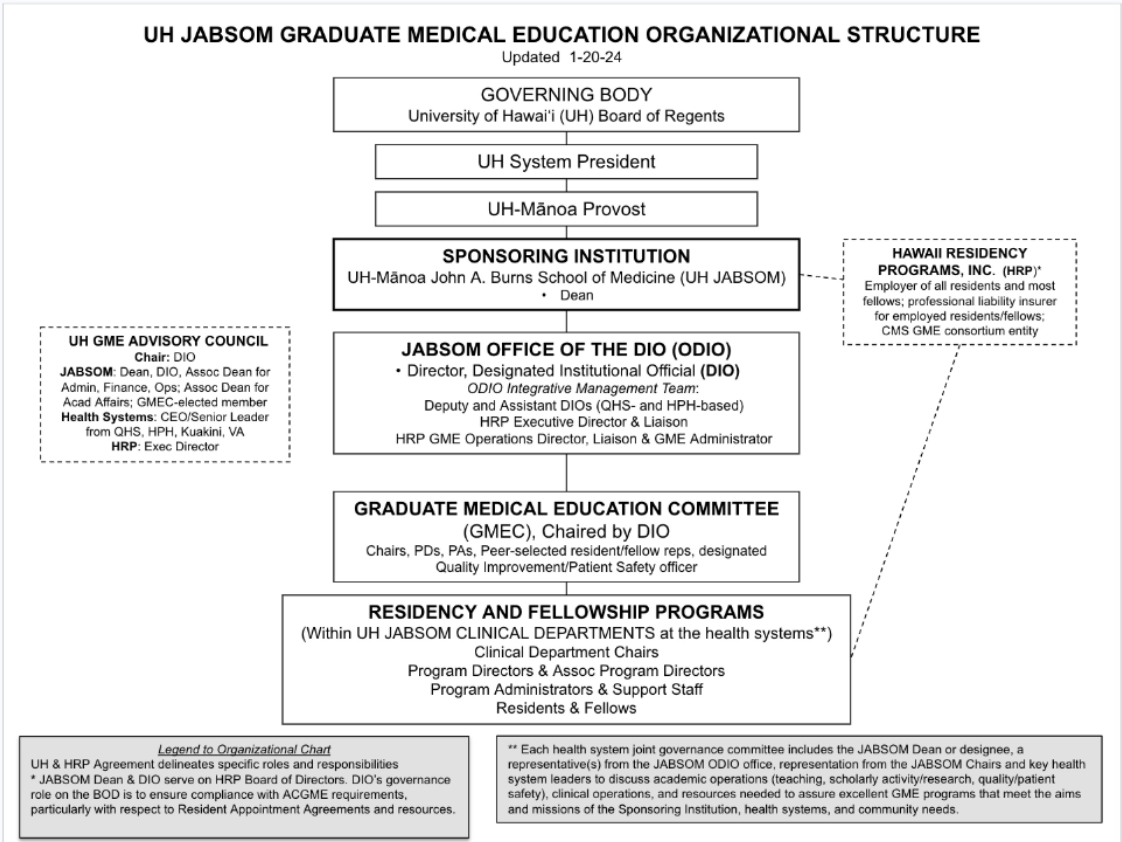 UH JABSOM GRADUATE MEDICAL EDUCATION ORGANIZATIONAL STRUCTURE
Updated 1-20-24
GOVERNING BODY
University of Hawaiʻi (UH) Board of Regents
UH System President
UH-Mānoa Provost
SPONSORING INSTITUTION
UH-Mānoa John A. Burns School of Medicine (UH JABSOM)
• Dean
HAWAII RESIDENCY
PROGRAMS, INC. (HRP)*
Employer of all residents and most
fellows; professional liability insurer
for employed residents/fellows;
CMS GME consortium entity
UH GME ADVISORY COUNCIL
Chair: DIO
JABSOM: Dean, DIO, Assoc Dean for
Admin, Finance, Ops; Assoc Dean for
Acad Affairs; GMEC-elected member
Health Systems: CEO/Senior Leader
from QHS, HPH, Kuakini, VA
HRP: Exec Director
JABSOM OFFICE OF THE DIO (ODIO)
• Director, Designated Institutional Official (DIO)
ODIO Integrative Management Team:
Deputy and Assistant DIOs (QHS- and HPH-based)
HRP Executive Director & Liaison
HRP GME Operations Director, Liaison & GME Administrator
GRADUATE MEDICAL EDUCATION COMMITTEE
(GMEC), Chaired by DIO
Chairs, PDs, PAs, Peer-selected resident/fellow reps, designated
Quality Improvement/Patient Safety officer
RESIDENCY AND FELLOWSHIP PROGRAMS
(Within UH JABSOM CLINICAL DEPARTMENTS at the health systems**)
Clinical Department Chairs
Program Directors & Assoc Program Directors
Program Administrators & Support Staff
Residents & Fellows
Legend to Organizational Chart
UH & HRP Agreement delineates specific roles and responsibilities
* JABSOM Dean & DIO serve on HRP Board of Directors. DIO's governance
role on the BOD is to ensure compliance with ACGME requirements,
particularly with respect to Resident Appointment Agreements and resources.
** Each health system joint governance committee includes the JABSOM Dean or designee, a
representative(s) from the JABSOM ODIO office, representation from the JABSOM Chairs and key health
system leaders to discuss academic operations (teaching, scholarly activity/research, quality/patient
safety), clinical operations, and resources needed to assure excellent GME programs that meet the aims
and missions of the Sponsoring Institution, health systems, and community needs.